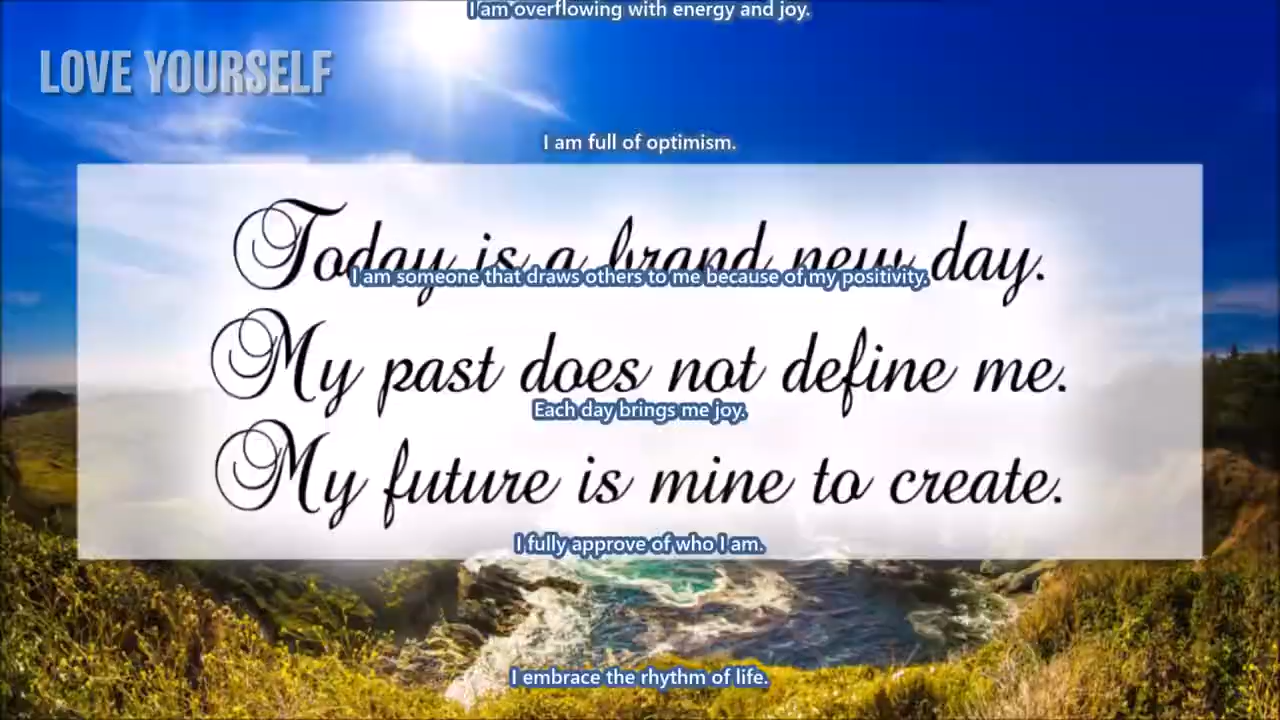 I am overflowing with energy and joy.
LOVE YOURSELF
I am full of optimism.
Today is a brand new day.
I am someone that draws others to me because of my positivity.
My past does not define me.
Each day brings me joy.
My future is mine to create.
I fully approve of who I am.
I embrace the rhythm of life.